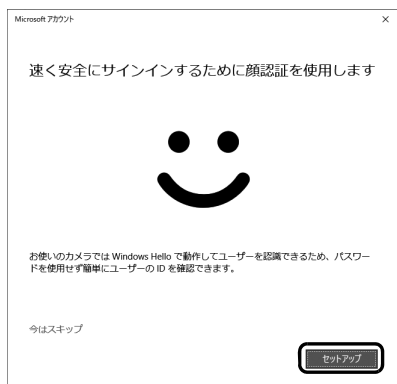 Microsoft アカウント
速く安全にサインインするために顔認証を使用します
お使いのカメラでは Windows Hello で動作してユーザーを認識できるため、パスワー
ドを使用せず簡単にユーザーの ID を確認できます。
今はスキップ
セットアップ